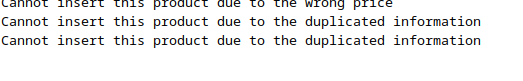 Cannot insert this product due to the wrong price
Cannot insert this product due to the duplicated information
Cannot insert this product due to the duplicated information